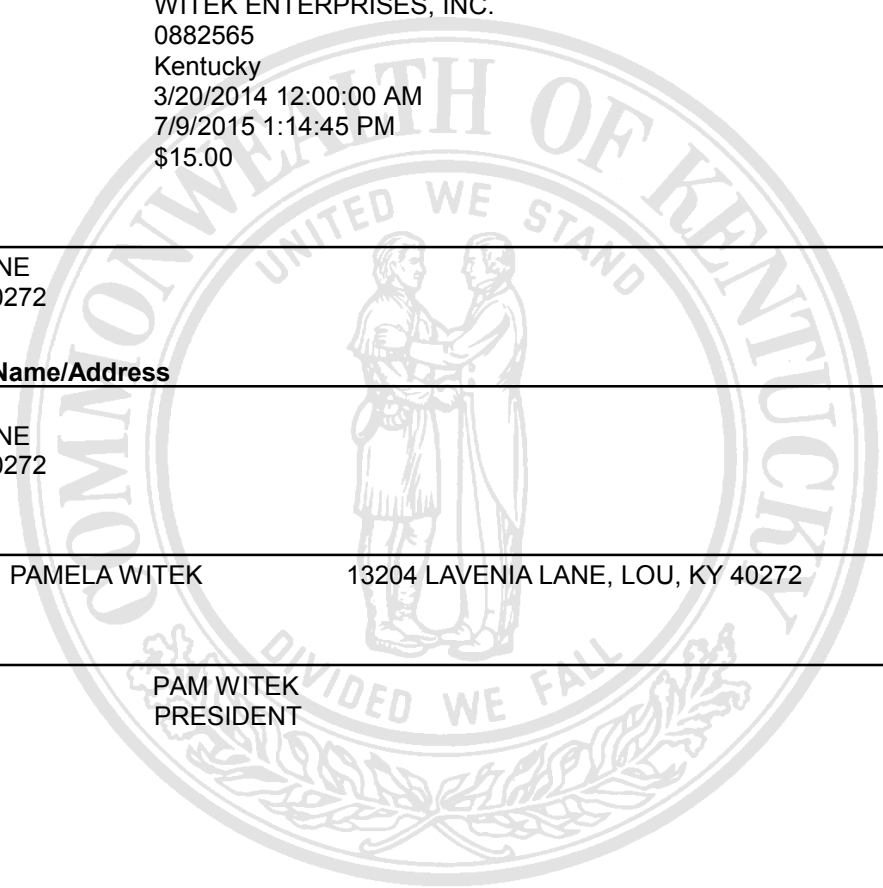 WITEK ENTERPRISES, INC.
0882565
Kentucky
3/20/2014 12:00:00 AM
7/9/2015 1:14:45 PM
$15.00
COMMONWEALTH OF KENTUCKY
UNITED WE STAND
NE
0272
Name/Address
NE
0272
PAMELA WITEK 13204 LAVENIA LANE, LOU, KY 40272
DIVIDED WE FALL
PAM WITEK
PRESIDENT